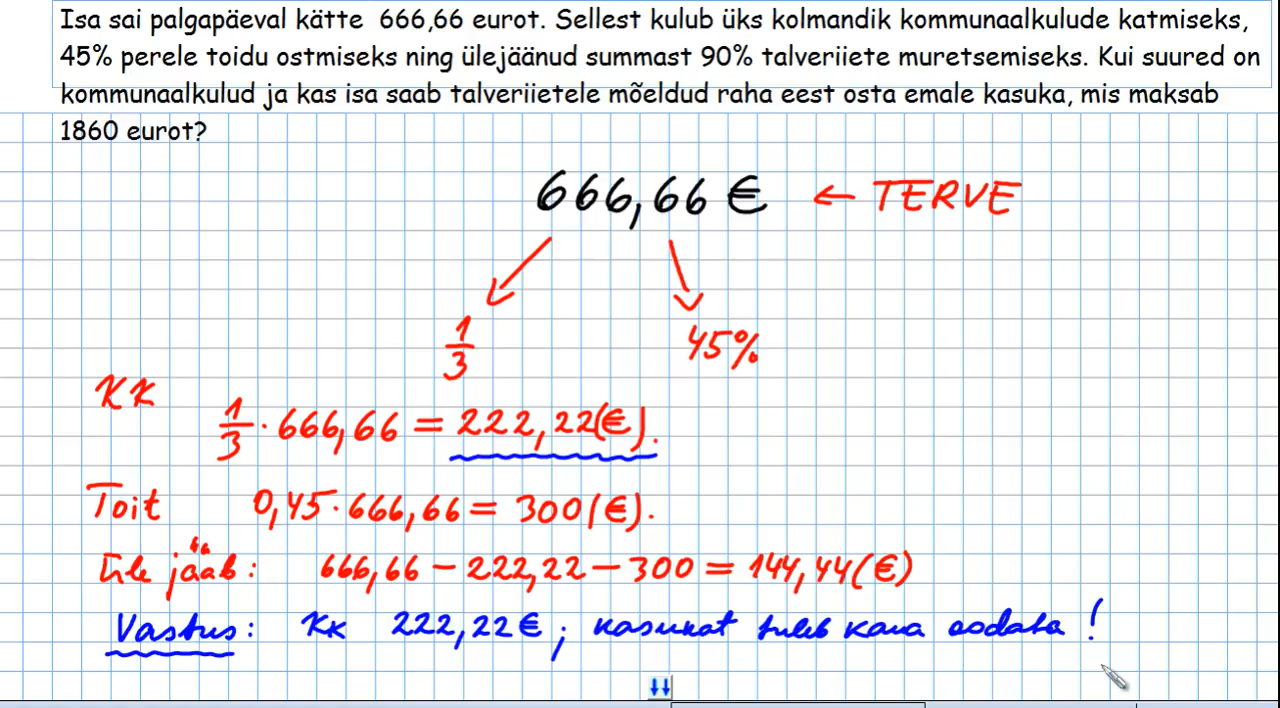 Isa sai palgapäeval kätte 666,66 eurot. Sellest kulub üks kolmandik kommunaalkulude katmiseks,
45% perele toidu ostmiseks ning ülejäänud summast 90% talveriiete muretsemiseks. Kui suured on
kommunaalkulud ja kas isa saab talveriietele mõeldud raha eest osta emale kasuka, mis maksab
1860 eurot?
666,66 € ← TERVE
1/3 45%
KK
1/3 · 666,66 = 222,22(€).
Toit 0,45·666,66 = 300(€).
Üle jääb: 666,66 - 222,22 - 300 = 144,44(€)
Vastus: KK 222,22€; kasukat tuleb kaua oodata!